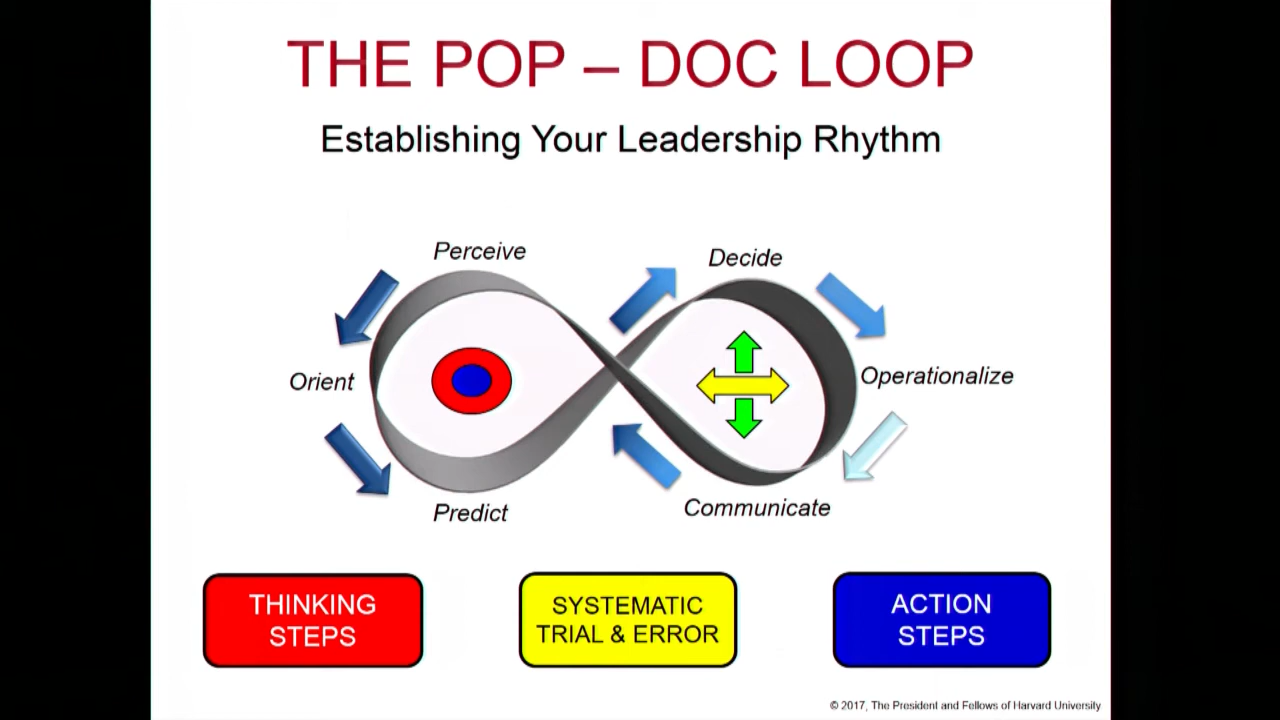 THE POP – DOC LOOP
Establishing Your Leadership Rhythm
Perceive
Decide
Orient
Operationalize
Predict
Communicate
THINKING
STEPS
SYSTEMATIC
TRIAL & ERROR
ACTION
STEPS
© 2017, The President and Fellows of Harvard University